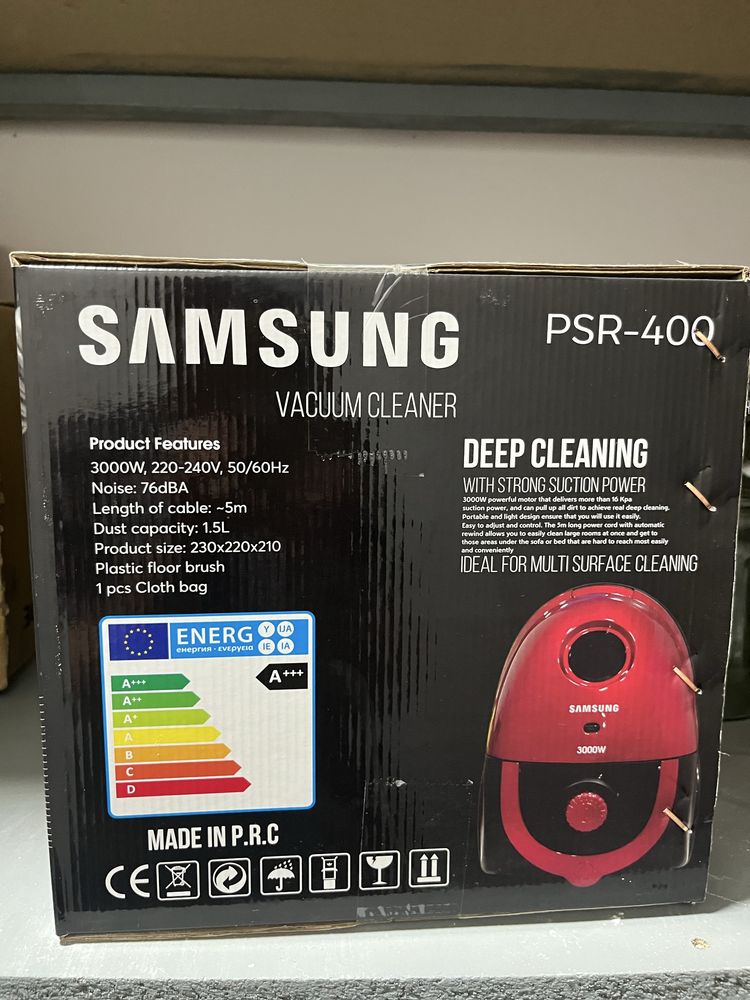 SAMSUNG
PSR-400
VACUUM CLEANER
Product Features
3000W, 220-240V, 50/60Hz
Noise: 76dBA
Length of cable: ~5m
Dust capacity: 1.5L
Product size: 230x220x210
Plastic floor brush
1 pcs Cloth bag
DEEP CLEANING
WITH STRONG SUCTION POWER
3000W powerful motor that delivers more than 16 Kpa
suction power, and can pull up all dirt to achieve real deep cleaning.
Portable and light design ensure that you will use it easily.
Easy to adjust and control. The 5m long power cord with automatic
rewind allows you to easily clean large rooms at once and get to
those areas under the sofa or bed that are hard to reach most easily
and conveniently
IDEAL FOR MULTI SURFACE CLEANING
ENERG
Y IJA
енергия · ενεργεια
IE IA
A+++
A+++
A++
A+
A
B
C
D
SAMSUNG
3000W
MADE IN P.R.C
CE